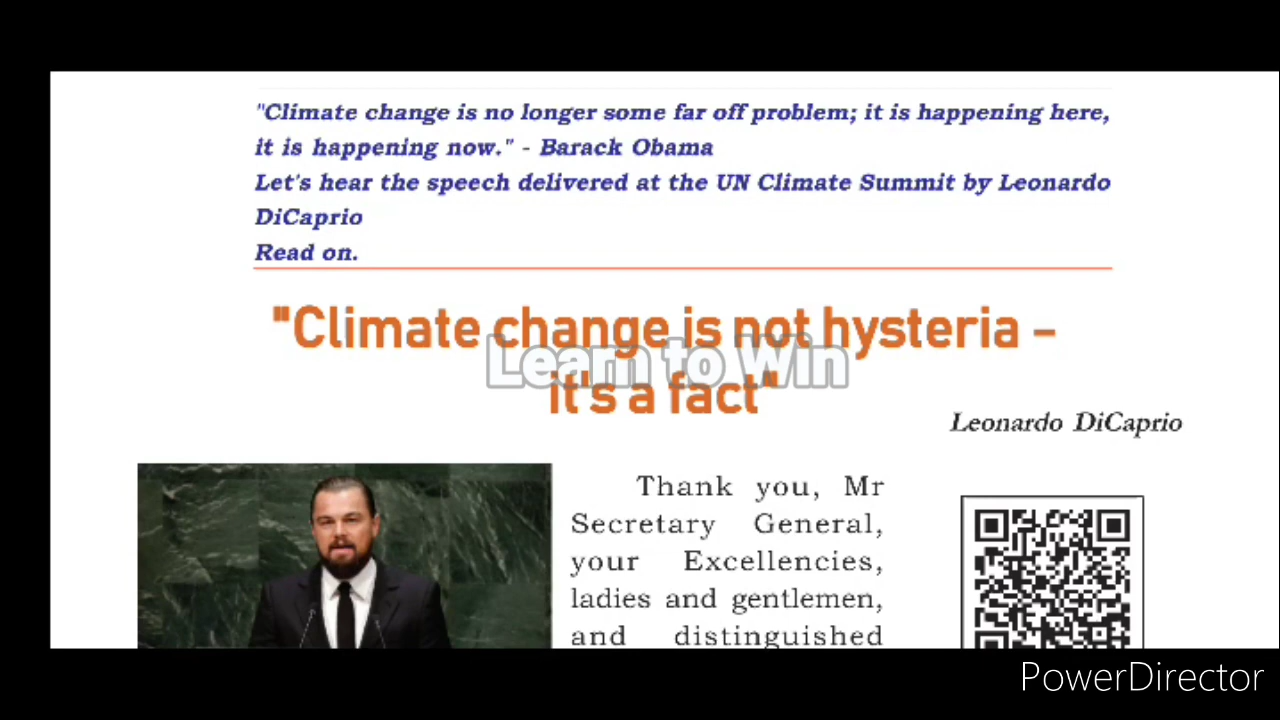 "Climate change is no longer some far off problem; it is happening here,
it is happening now." - Barack Obama
Let's hear the speech delivered at the UN Climate Summit by Leonardo
DiCaprio
Read on.
"Climate change is not hysteria –
Learn to Win
it's a fact"
Leonardo DiCaprio
Thank you, Mr
Secretary General,
your Excellencies,
ladies and gentlemen,
and distinguished
PowerDirector